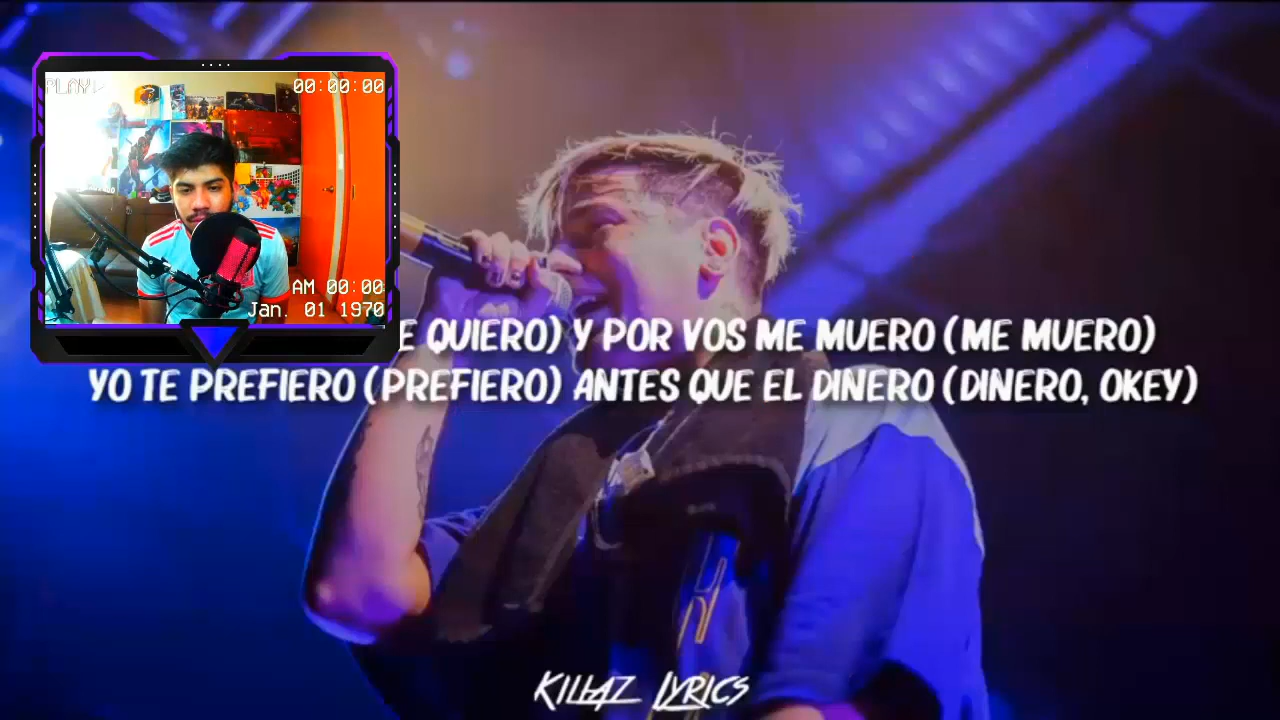 PLAY
00:00:00
AM 00:00
Jan. 01 1970
E QUIERO) Y POR VOS ME MUERO (ME MUERO)
YO TE PREFIERO (PREFIERO) ANTES QUE EL DINERO (DINERO, OKEY)
KILLAZ LYRICS